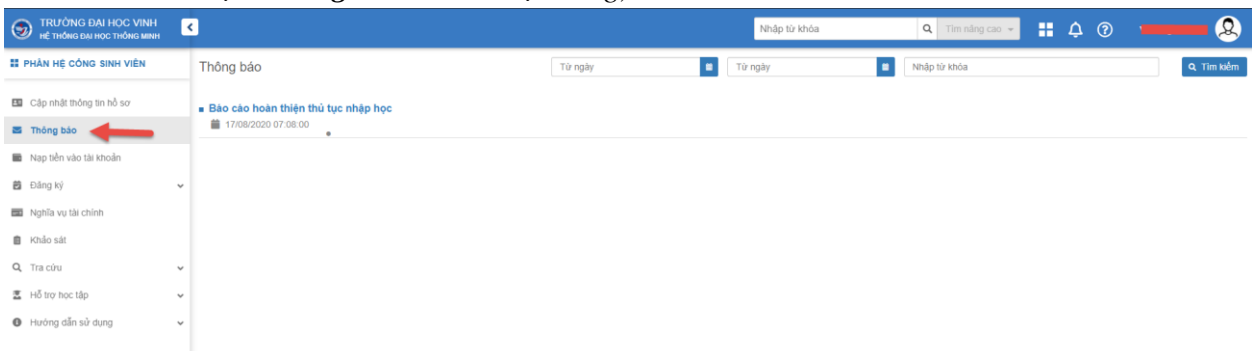 TRƯỜNG ĐẠI HỌC VINH
HỆ THỐNG ĐẠI HỌC THÔNG MINH
Nhập từ khóa
Tìm nâng cao
PHÂN HỆ CỔNG SINH VIÊN
Thông báo
Từ ngày
Từ ngày
Nhập từ khóa
Tìm kiếm
Cập nhật thông tin hồ sơ
Báo cáo hoàn thiện thủ tục nhập học
17/08/2020 07:08:00
Thông báo
Nạp tiền vào tài khoản
Đăng ký
Nghĩa vụ tài chính
Khảo sát
Tra cứu
Hỗ trợ học tập
Hướng dẫn sử dụng